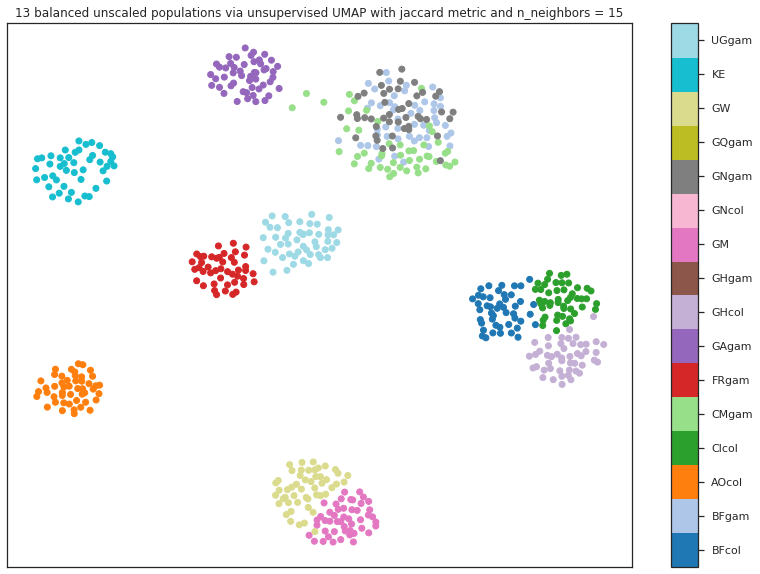 13 balanced unscaled populations via unsupervised UMAP with jaccard metric and n_neighbors = 15
UGgam
KE
GW
GQgam
GNgam
GNcol
GM
GHgam
GHcol
GAgam
FRgam
CMgam
CIcol
AOcol
BFgam
BFcol